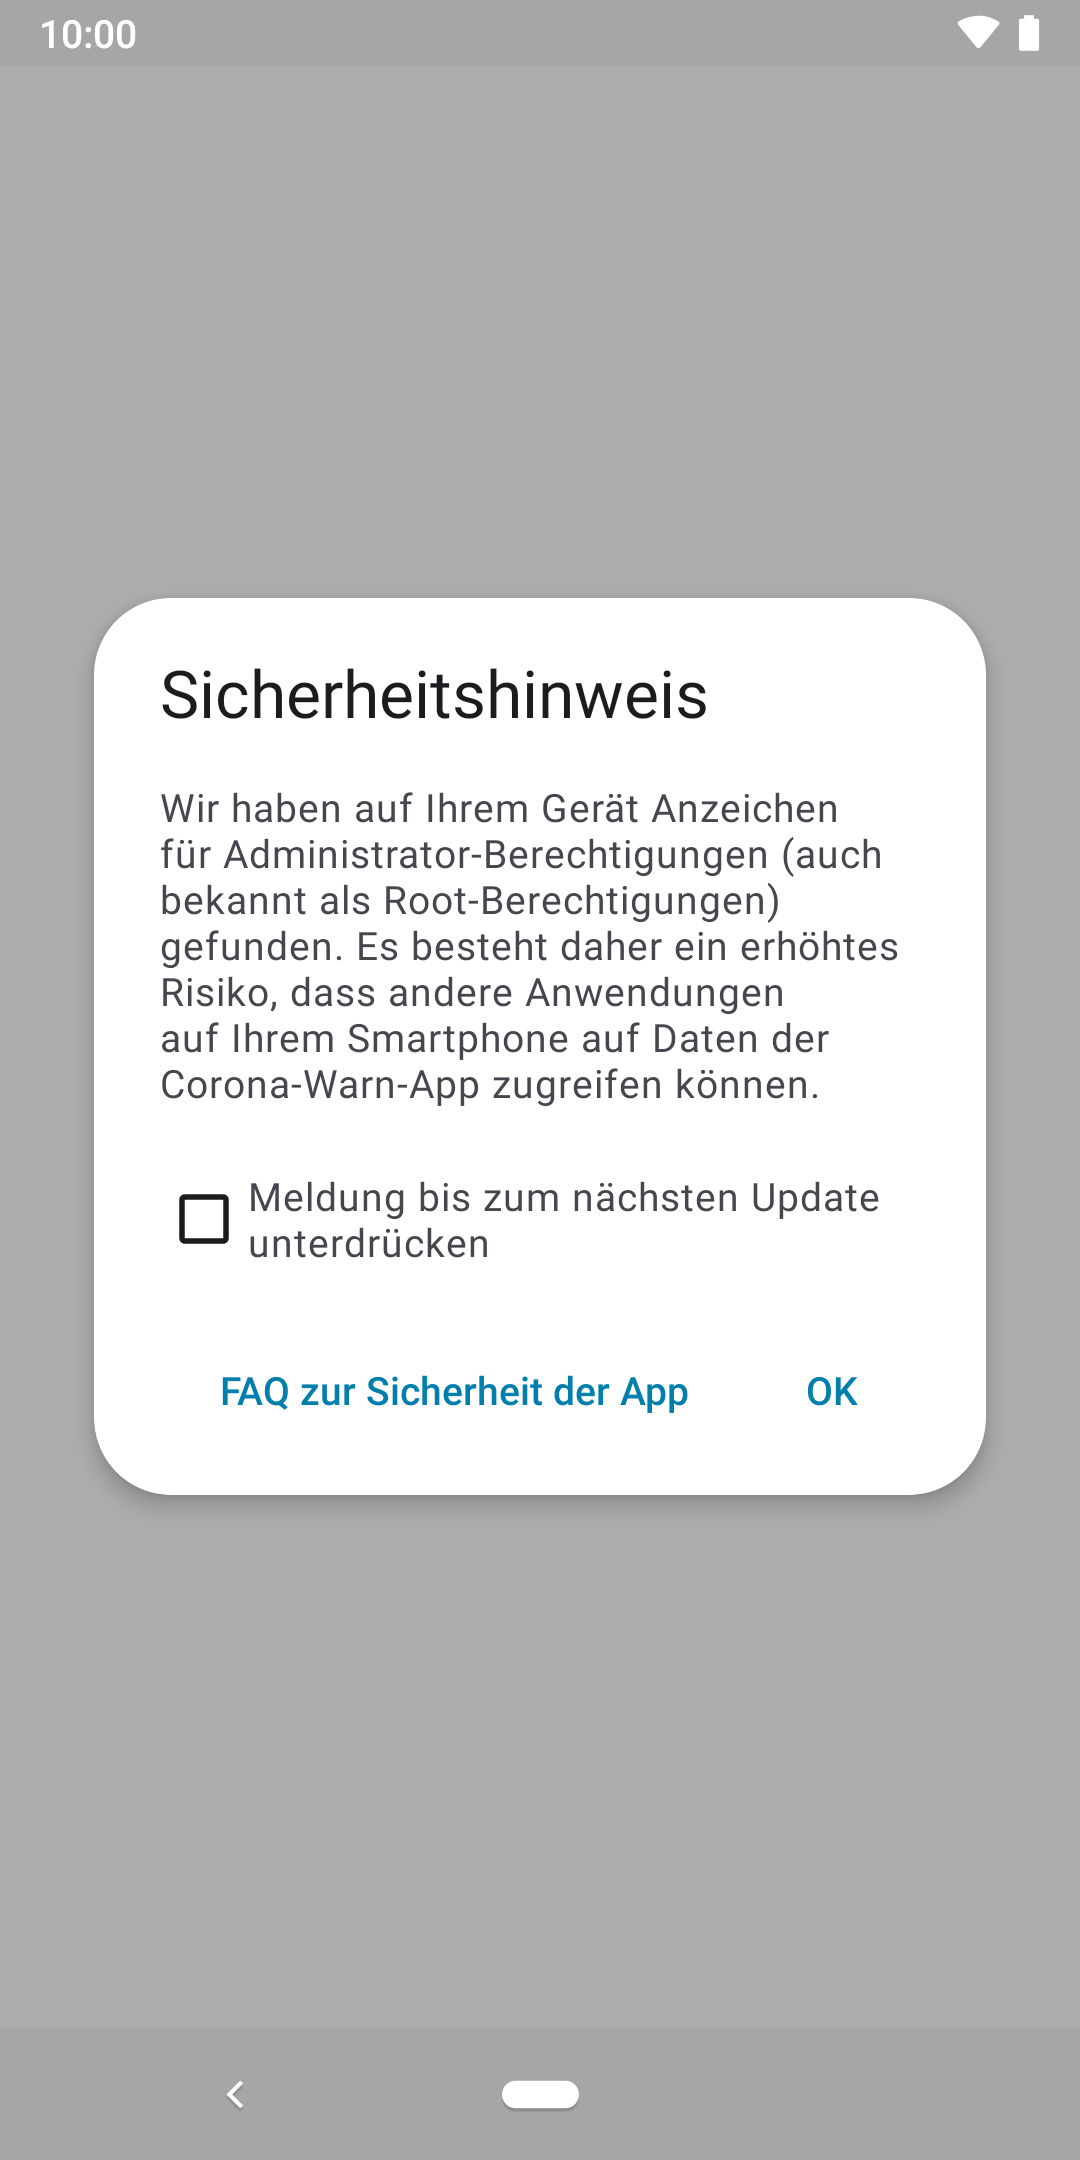 10:00
Sicherheitshinweis
Wir haben auf Ihrem Gerät Anzeichen
für Administrator-Berechtigungen (auch
bekannt als Root-Berechtigungen)
gefunden. Es besteht daher ein erhöhtes
Risiko, dass andere Anwendungen
auf Ihrem Smartphone auf Daten der
Corona-Warn-App zugreifen können.
Meldung bis zum nächsten Update
unterdrücken
FAQ zur Sicherheit der App OK